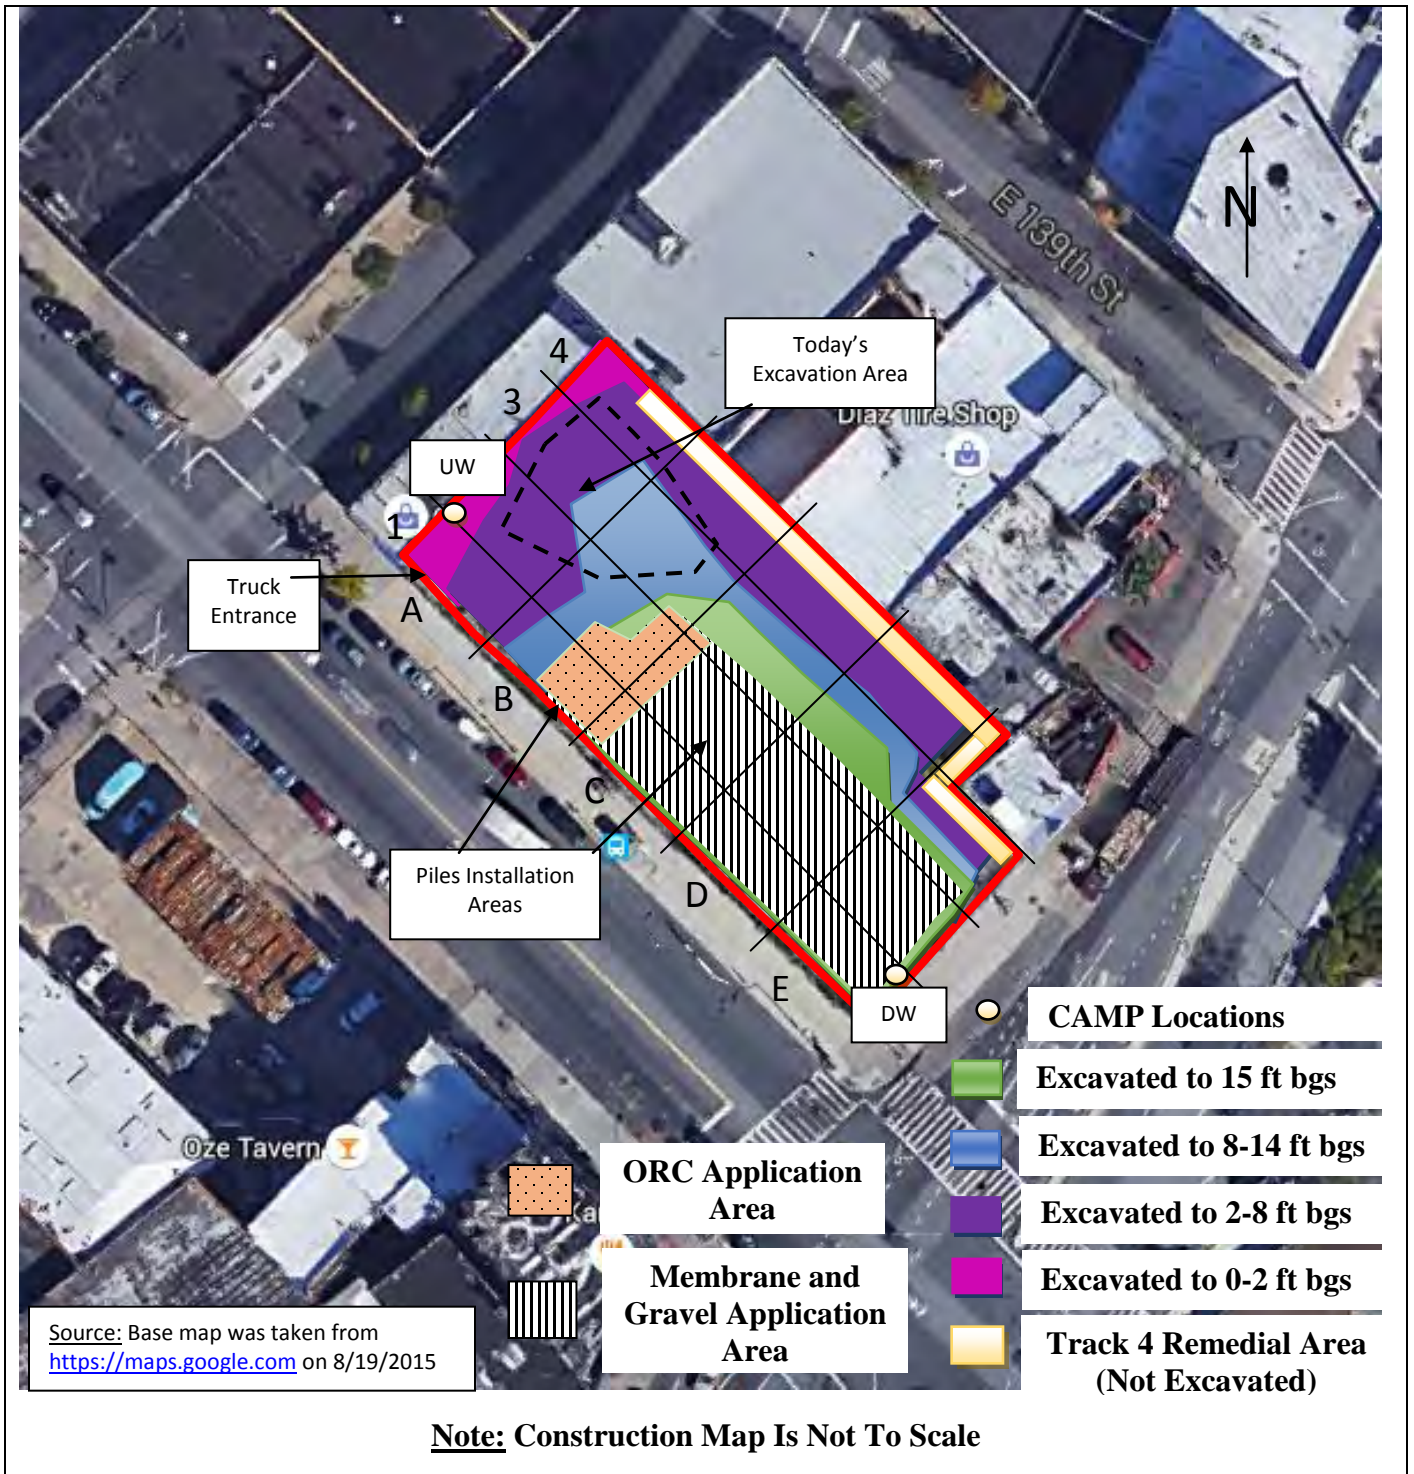 E 139th St
N
Today's
Excavation Area
4
3
Diaz Tire Shop
UW
1
Truck
Entrance
A
B
C
Piles Installation
Areas
D
E
DW
CAMP Locations
Excavated to 15 ft bgs
Excavated to 8-14 ft bgs
Excavated to 2-8 ft bgs
Excavated to 0-2 ft bgs
Track 4 Remedial Area
(Not Excavated)
Oze Tavern
ORC Application
Area
Membrane and
Gravel Application
Area
Source: Base map was taken from
https://maps.google.com on 8/19/2015
Note: Construction Map Is Not To Scale